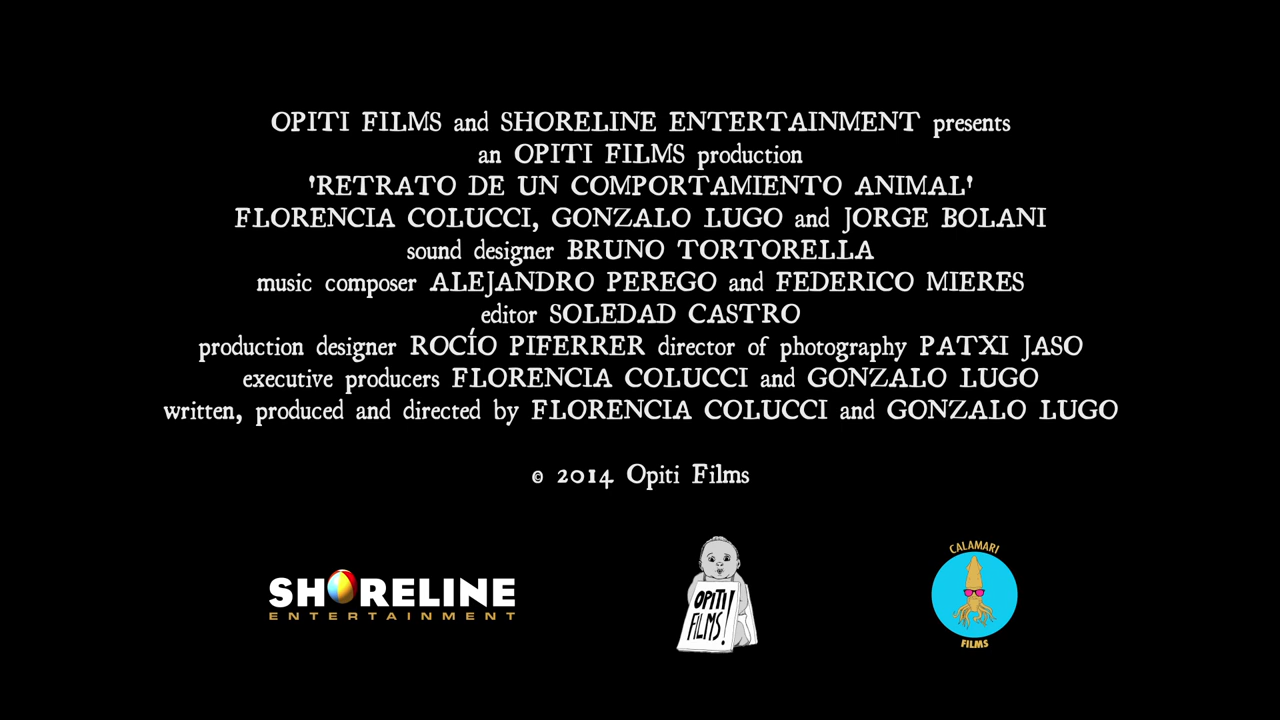 OPITI FILMS and SHORELINE ENTERTAINMENT presents
an OPITI FILMS production
'RETRATO DE UN COMPORTAMIENTO ANIMAL'
FLORENCIA COLUCCI, GONZALO LUGO and JORGE BOLANI
sound designer BRUNO TORTORELLA
music composer ALEJANDRO PEREGO and FEDERICO MIERES
editor SOLEDAD CASTRO
production designer ROCÍO PIFERRER director of photography PATXI JASO
executive producers FLORENCIA COLUCCI and GONZALO LUGO
written, produced and directed by FLORENCIA COLUCCI and GONZALO LUGO
© 2014 Opiti Films
SHORELINE
ENTERTAINMENT
OPITI
FILMS!
CALAMARI
FILMS